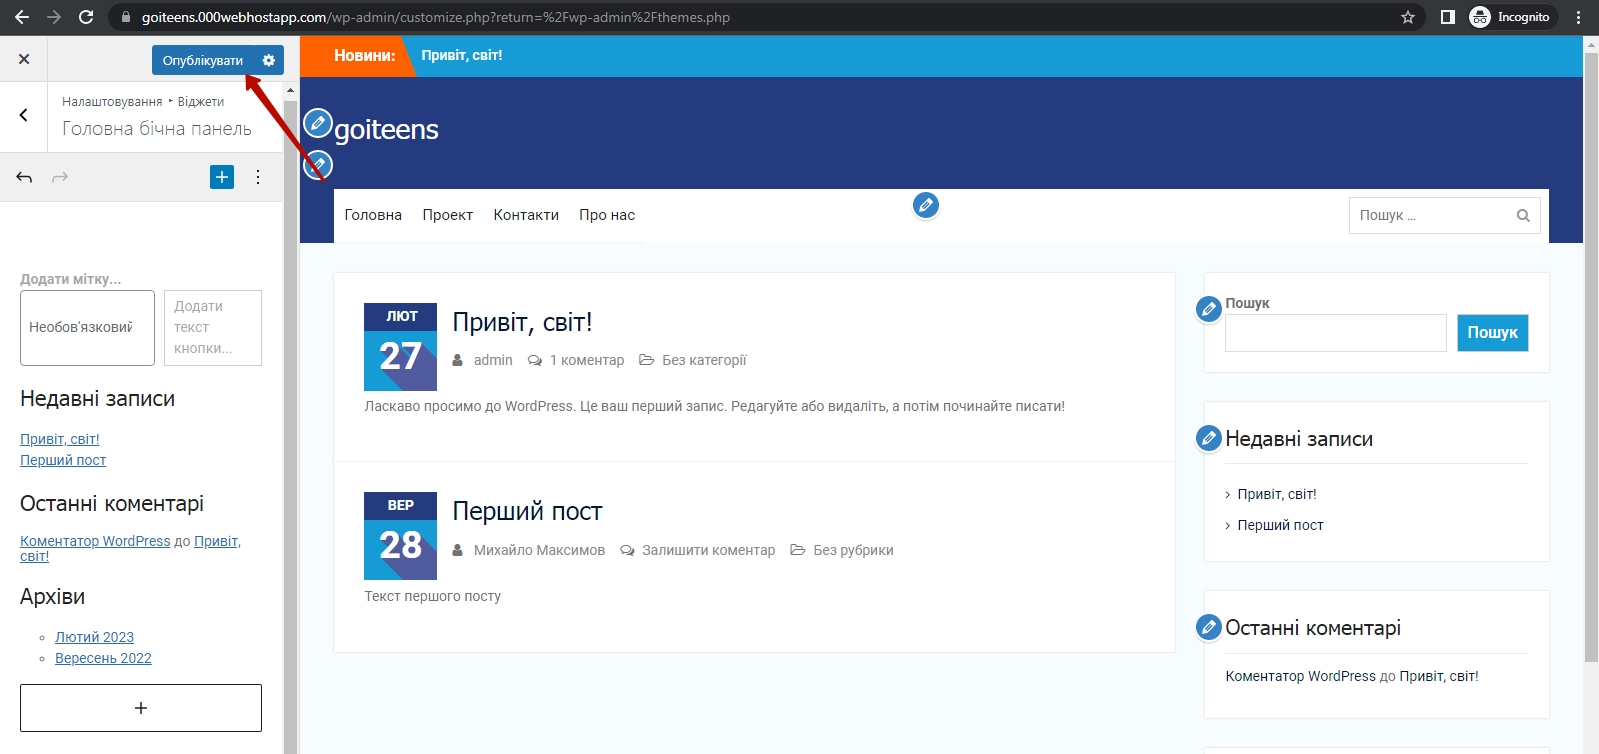 goiteens.000webhostapp.com/wp-admin/customize.php?return=%2Fwp-admin%2Fthemes.php
Incognito
Опублікувати
Налаштовування ‣ Віджети
Головна бічна панель
Додати мітку...
Необов'язковий
Додати
текст
кнопки...
Недавні записи
Привіт, світ!
Перший пост
Останні коментарі
Коментатор WordPress до Привіт,
світ!
Архіви
Лютий 2023
Вересень 2022
Новини:
Привіт, світ!
goiteens
Головна
Проект
Контакти
Про нас
Пошук …
ЛЮТ
27
Привіт, світ!
admin
1 коментар
Без категорії
Ласкаво просимо до WordPress. Це ваш перший запис. Редагуйте або видаліть, а потім починайте писати!
ВЕР
28
Перший пост
Михайло Максимов
Залишити коментар
Без рубрики
Текст першого посту
Пошук
Пошук
Недавні записи
Привіт, світ!
Перший пост
Останні коментарі
Коментатор WordPress до Привіт, світ!